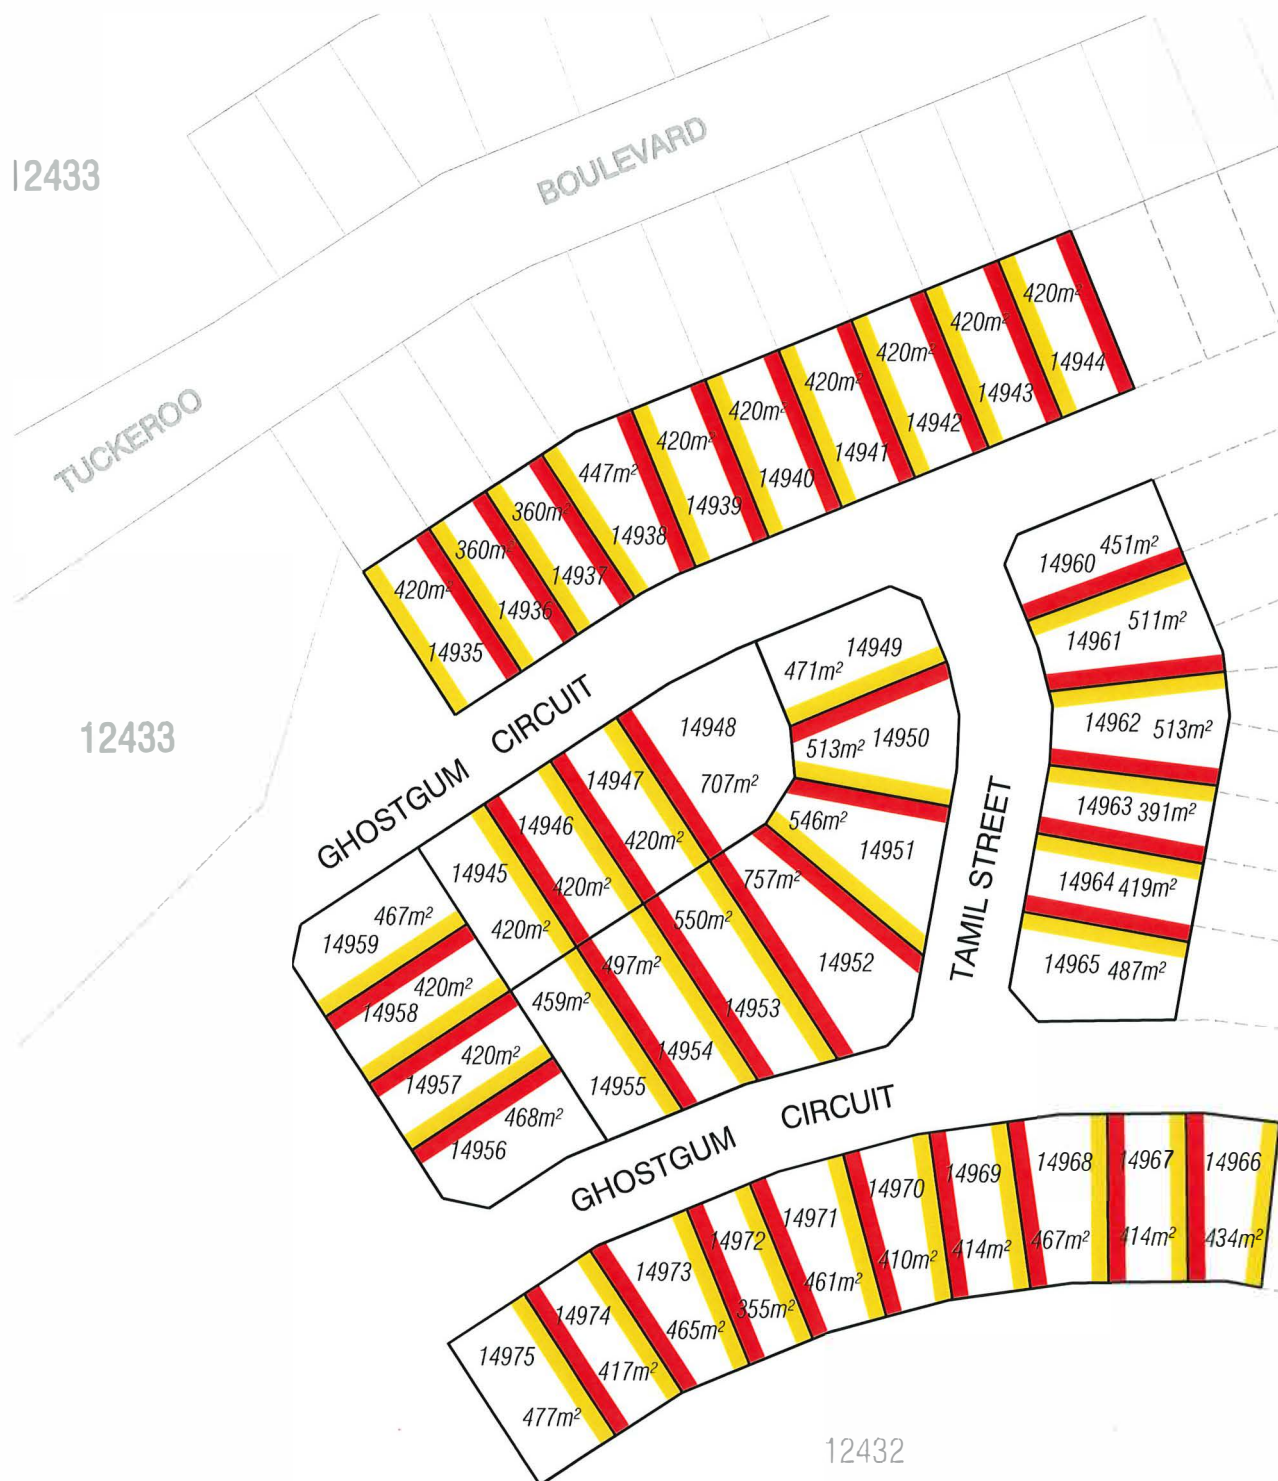 12433
BOULEVARD
TUCKEROO
12433
420m²
14944
420m²
14943
420m²
14942
420m²
14941
420m²
14940
420m²
14939
447m²
14938
360m²
14937
360m²
14936
420m²
14935
GHOSTGUM CIRCUIT
14949
471m²
14950
513m²
546m²
14951
14948
707m²
14947
420m²
14946
420m²
14945
420m²
467m²
14959
420m²
14958
420m²
14957
468m²
14956
459m²
14955
497m²
14954
550m²
14953
757m²
14952
TAMIL STREET
14960 451m²
14961 511m²
14962 513m²
14963 391m²
14964 419m²
14965 487m²
GHOSTGUM CIRCUIT
14966
434m²
14967
414m²
14968
467m²
14969
414m²
14970
410m²
14971
461m²
14972
355m²
14973
465m²
14974
417m²
14975
477m²
12432